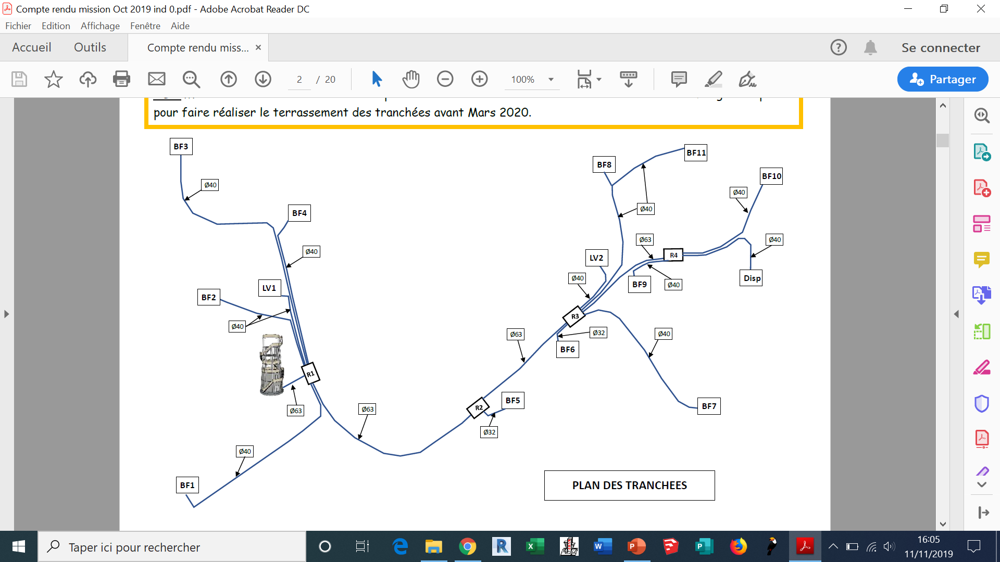 Compte rendu mission Oct 2019 ind 0.pdf - Adobe Acrobat Reader DC
Fichier Edition Affichage Fenêtre Aide
Accueil Outils Compte rendu miss... × Se connecter
2 / 20 100% Partager
pour faire réaliser le terrassement des tranchées avant Mars 2020.
BF3
BF11
BF8
BF10
Ø40
Ø40
BF4
Ø40
Ø63
Ø40
Ø40
R4
LV2
Ø40
Disp
BF9
Ø40
LV1
BF2
R3
Ø40
Ø63
Ø32
Ø40
BF6
R1
BF5
R2
BF7
Ø63
Ø63
Ø32
Ø40
BF1
PLAN DES TRANCHEES
Taper ici pour rechercher
16:05
11/11/2019